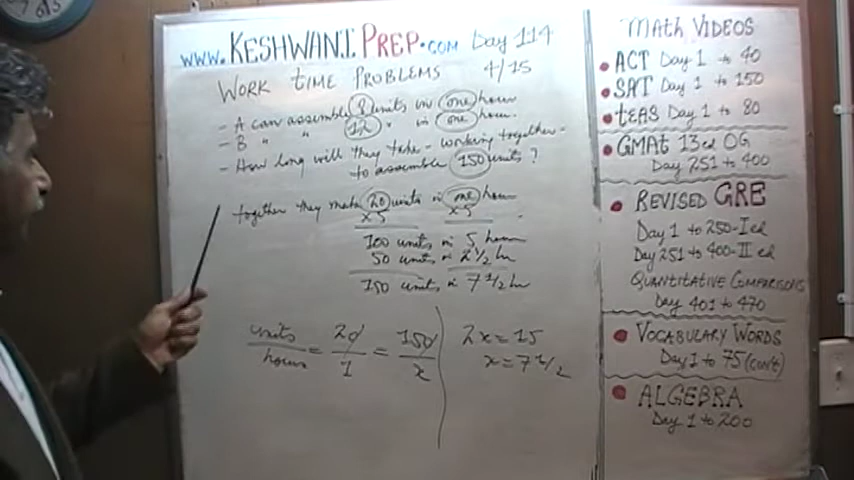 www.KESHWANIPREP.com Day 114
WORK TIME PROBLEMS 4/15
- A can assemble 8 units in one hour
- B " " 12 " in one hour.
- How long will they take - working together -
to assemble 150 units ?
together they make 20 units in one hour
x 5 x 5
100 units in 5 hours
50 units in 2 1/2 hr
150 units in 7 1/2 hr
units/hours = 20/1 = 150/x
2x = 15
x = 7 1/2
MATH VIDEOS
ACT Day 1 to 40
SAT Day 1 to 150
tEAS Day 1 to 80
GMAt 13ed OG
Day 251 to 400
REVISED GRE
Day 1 to 250-I ed
Day 251 to 400-II ed
QUANTITATIVE COMPARISONS
Day 401 to 470
VOCABULARY WORDS
Day 1 to 75 (con't)
ALGEBRA
Day 1 to 200